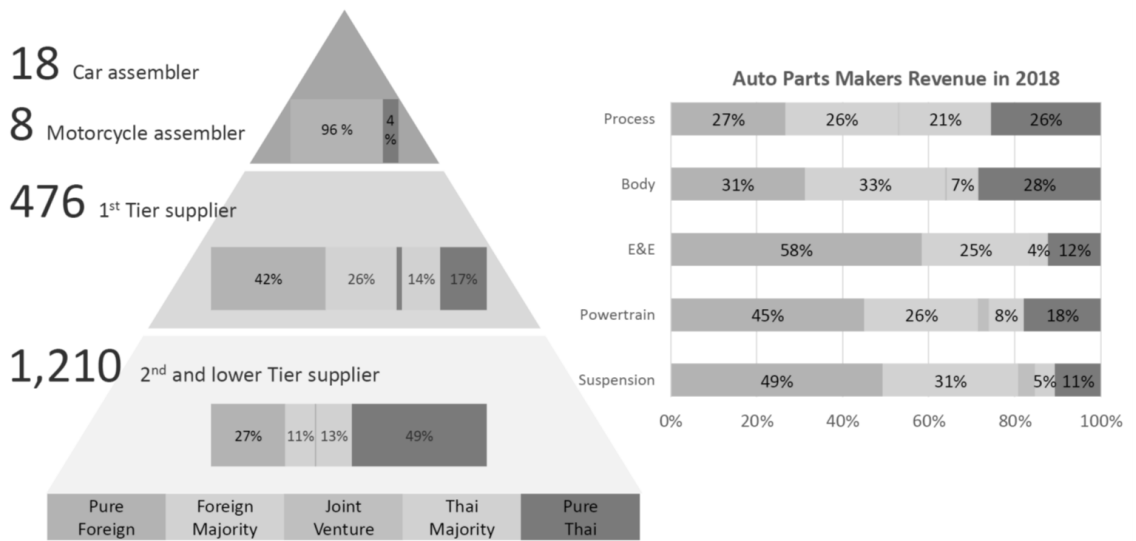 18 Car assembler
8 Motorcycle assembler
96 %
4
%
476 1st Tier supplier
42% 26% 14% 17%
1,210 2nd and lower Tier supplier
27% 11% 13% 49%
Pure
Foreign
Foreign
Majority
Joint
Venture
Thai
Majority
Pure
Thai
Auto Parts Makers Revenue in 2018
Process 27% 26% 21% 26%
Body 31% 33% 7% 28%
E&E 58% 25% 4% 12%
Powertrain 45% 26% 8% 18%
Suspension 49% 31% 5% 11%
0% 20% 40% 60% 80% 100%